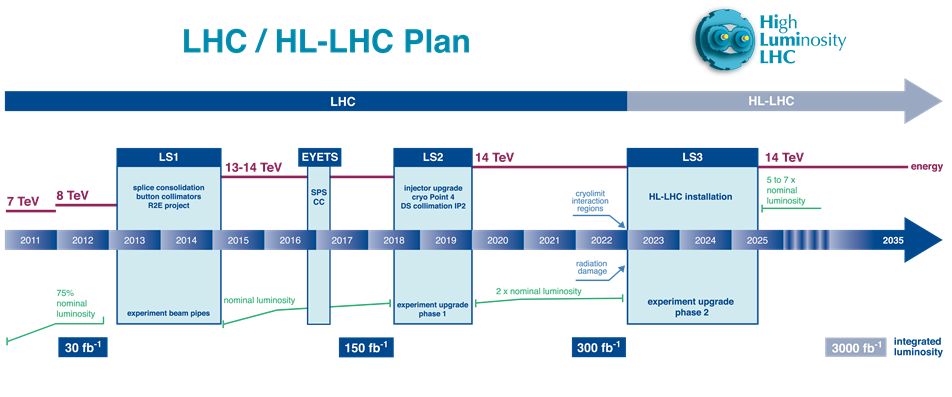 LHC / HL-LHC Plan
High
Luminosity
LHC
LHC
HL-LHC
LS1
EYETS
LS2
LS3
13-14 TeV
14 TeV
14 TeV
energy
7 TeV
8 TeV
splice consolidation
button collimators
R2E project
SPS
CC
injector upgrade
cryo Point 4
DS collimation IP2
cryolimit
interaction
regions
HL-LHC installation
5 to 7 x
nominal
luminosity
2011
2012
2013
2014
2015
2016
2017
2018
2019
2020
2021
2022
2023
2024
2025
2035
radiation
damage
75%
nominal
luminosity
nominal luminosity
2 x nominal luminosity
experiment beam pipes
experiment upgrade
phase 1
experiment upgrade
phase 2
30 fb-1
150 fb-1
300 fb-1
3000 fb-1
integrated
luminosity